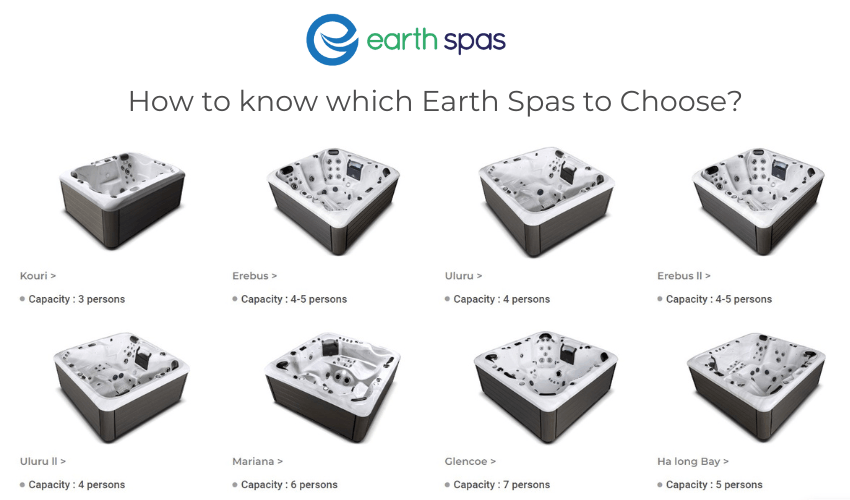 earth spas
How to know which Earth Spas to Choose?
Kouri >
Erebus >
Uluru >
Erebus ll >
Capacity : 3 persons
Capacity : 4-5 persons
Capacity : 4 persons
Capacity : 4-5 persons
Uluru ll >
Mariana >
Glencoe >
Ha long Bay >
Capacity : 4 persons
Capacity : 6 persons
Capacity : 7 persons
Capacity : 5 persons